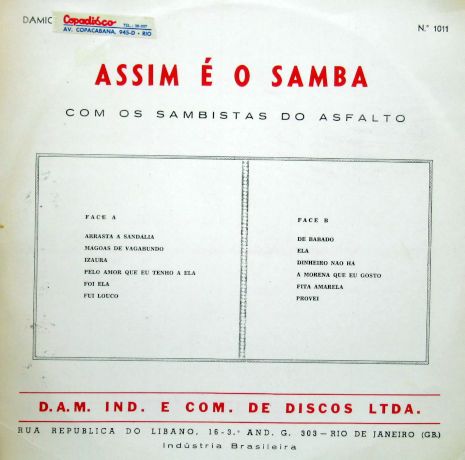 DAMIC
Copadisco
AV. COPACABANA, 945-D - RIO
N.º 1011
ASSIM É O SAMBA
COM OS SAMBISTAS DO ASFALTO
FACE A
ARRASTA A SANDALIA
MAGOAS DE VAGABUNDO
IZAURA
PELO AMOR QUE EU TENHO A ELA
FOI ELA
FUI LOUCO
FACE B
DE BABADO
ELA
DINHEIRO NAO HA
A MORENA QUE EU GOSTO
FITA AMARELA
PROVEI
D.A.M. IND. E COM. DE DISCOS LTDA.
RUA REPUBLICA DO LIBANO, 16-3.º AND. G. 303 — RIO DE JANEIRO (GB)
Indústria Brasileira